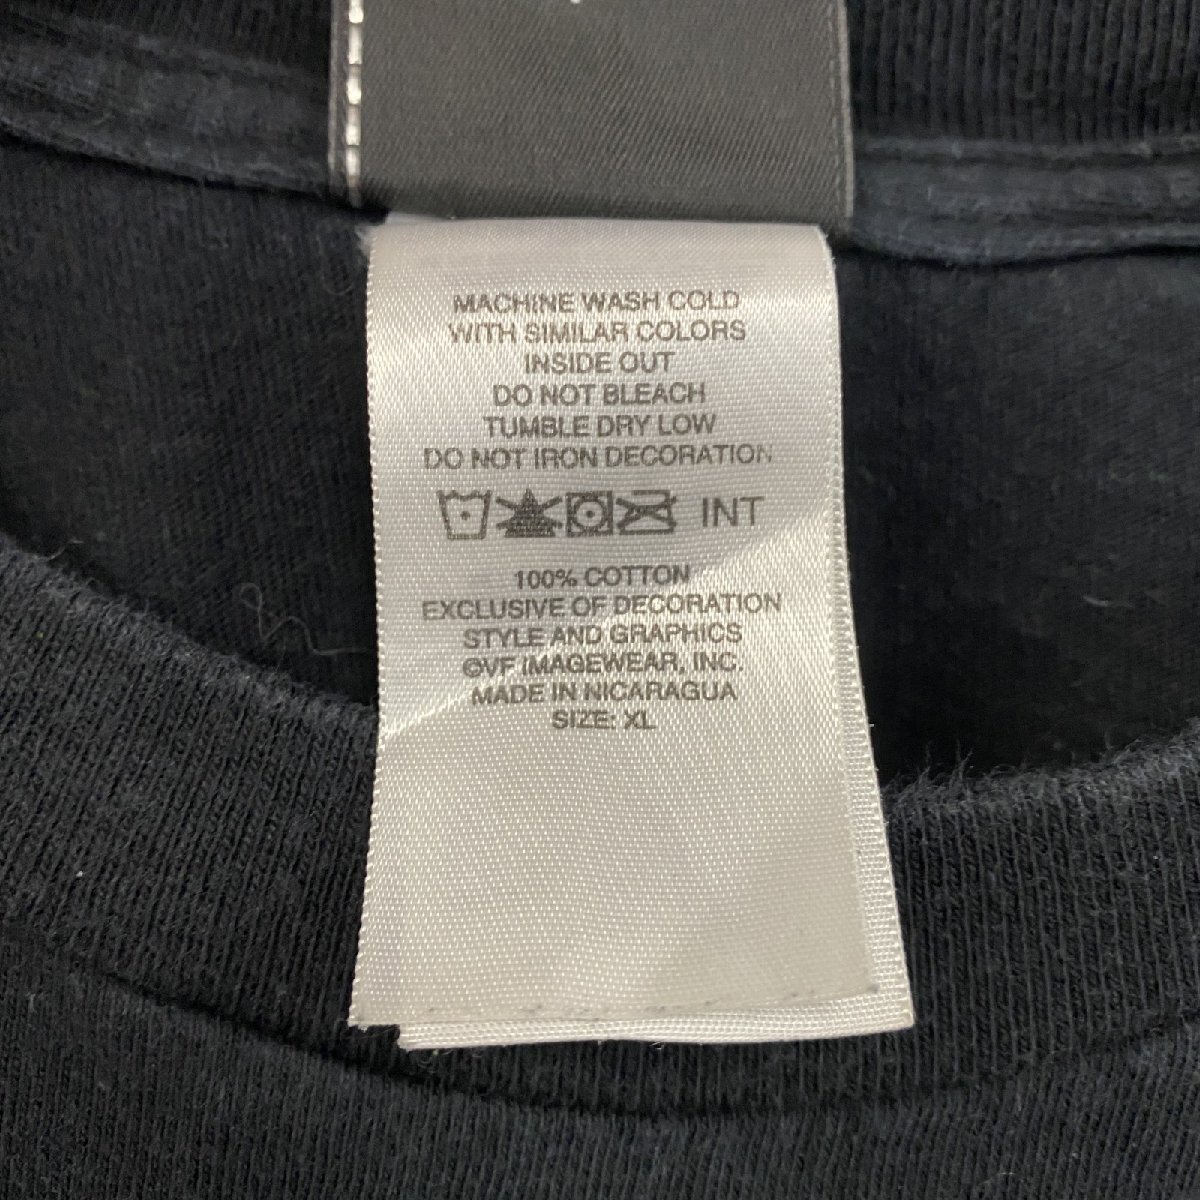 MACHINE WASH COLD
WITH SIMILAR COLORS
INSIDE OUT
DO NOT BLEACH
TUMBLE DRY LOW
DO NOT IRON DECORATION
INT
100% COTTON
EXCLUSIVE OF DECORATION
STYLE AND GRAPHICS
©VF IMAGEWEAR, INC.
MADE IN NICARAGUA
SIZE: XL